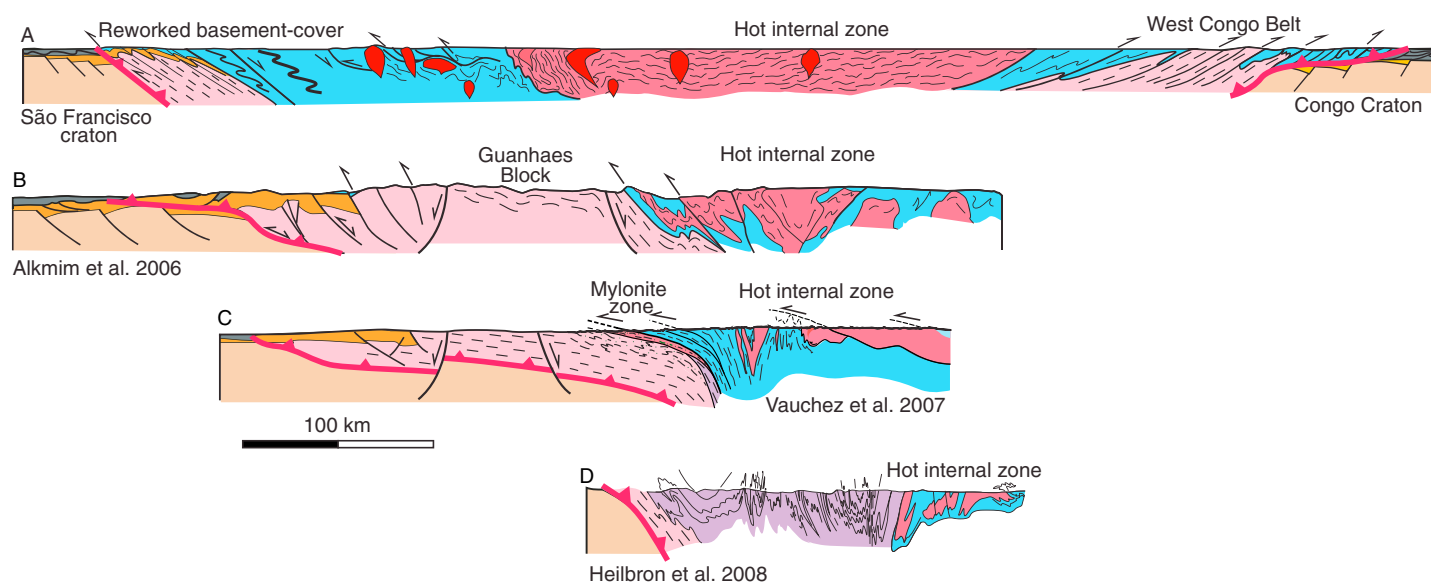 A
Reworked basement-cover
Hot internal zone
West Congo Belt
São Francisco
craton
Congo Craton
B
Guanhaes
Block
Hot internal zone
Alkmim et al. 2006
C
Mylonite
zone
Hot internal zone
Vauchez et al. 2007
100 km
D
Hot internal zone
Heilbron et al. 2008